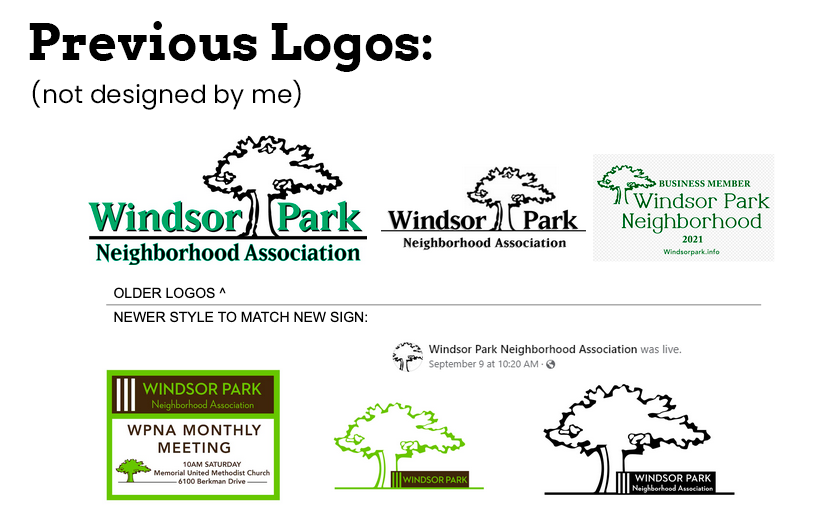 Previous Logos:
(not designed by me)
Windsor Park
Neighborhood Association
Windsor Park
Neighborhood Association
BUSINESS MEMBER
Windsor Park
Neighborhood
2021
Windsorpark.info
OLDER LOGOS ^
NEWER STYLE TO MATCH NEW SIGN:
Windsor Park Neighborhood Association was live.
September 9 at 10:20 AM ·
WINDSOR PARK
Neighborhood Association
WPNA MONTHLY
MEETING
10AM SATURDAY
Memorial United Methodist Church
6100 Berkman Drive
WINDSOR PARK
WINDSOR PARK
Neighborhood Association